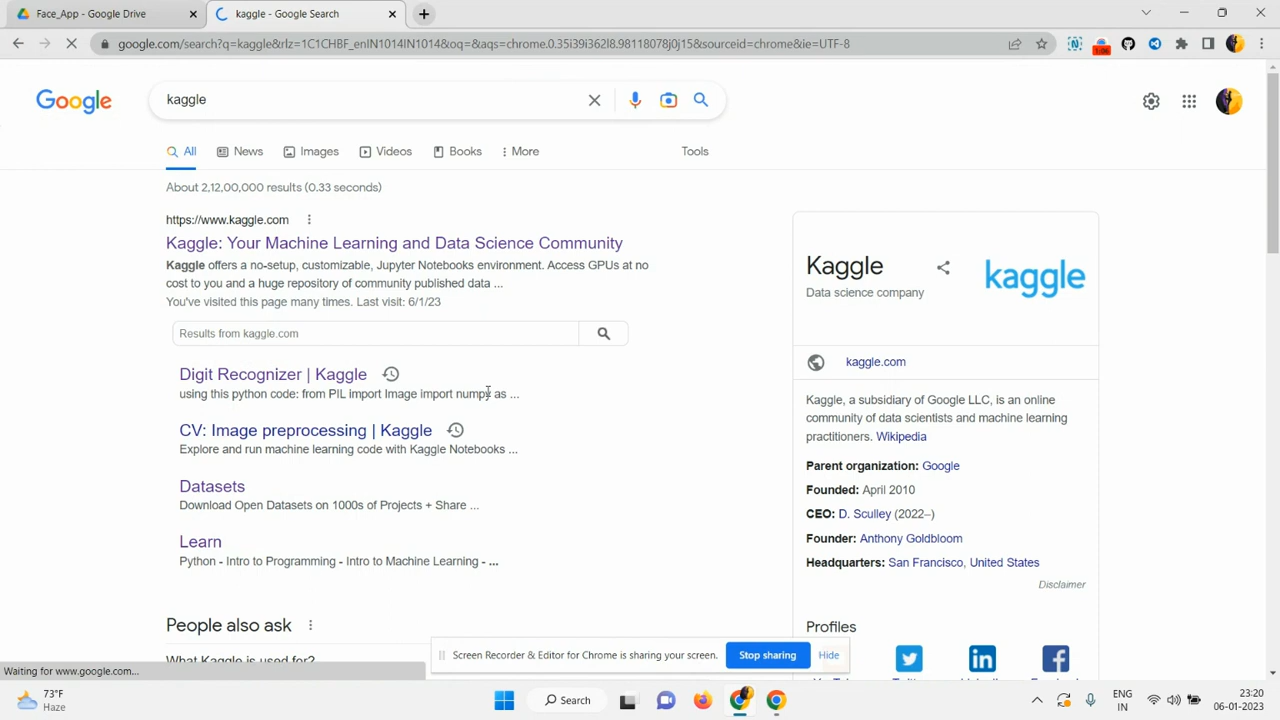 Face_App - Google Drive
kaggle - Google Search
google.com/search?q=kaggle&rlz=1C1CHBF_enIN1014IN1014&oq=&aqs=chrome.0.35i39i362l8.98118078j0j15&sourceid=chrome&ie=UTF-8
1:06
Google
kaggle
All
News
Images
Videos
Books
More
Tools
About 2,12,00,000 results (0.33 seconds)
https://www.kaggle.com
Kaggle: Your Machine Learning and Data Science Community
Kaggle offers a no-setup, customizable, Jupyter Notebooks environment. Access GPUs at no
cost to you and a huge repository of community published data ...
You've visited this page many times. Last visit: 6/1/23
Results from kaggle.com
Digit Recognizer | Kaggle
using this python code: from PIL import Image import numpy as ...
CV: Image preprocessing | Kaggle
Explore and run machine learning code with Kaggle Notebooks ...
Datasets
Download Open Datasets on 1000s of Projects + Share ...
Learn
Python - Intro to Programming - Intro to Machine Learning - ...
People also ask
What Kaggle is used for?
Kaggle
Data science company
kaggle
kaggle.com
Kaggle, a subsidiary of Google LLC, is an online
community of data scientists and machine learning
practitioners. Wikipedia
Parent organization: Google
Founded: April 2010
CEO: D. Sculley (2022–)
Founder: Anthony Goldbloom
Headquarters: San Francisco, United States
Disclaimer
Profiles
Screen Recorder & Editor for Chrome is sharing your screen.
Stop sharing
Hide
Waiting for www.google.com...
73°F
Haze
Search
ENG
IN
23:20
06-01-2023